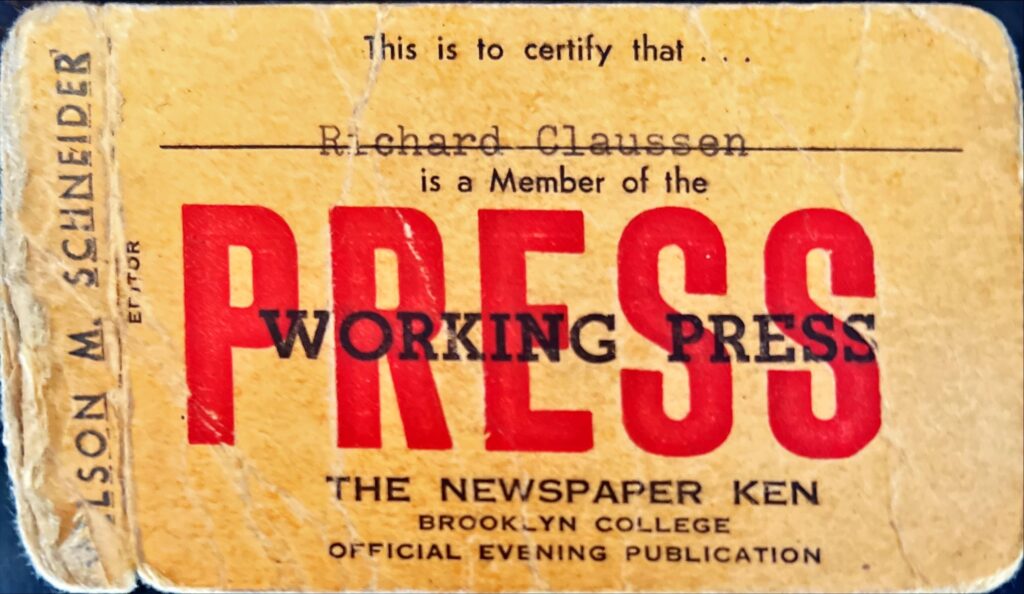 This is to certify that . . .
Richard Claussen
is a Member of the
PRESS
WORKING PRESS
THE NEWSPAPER KEN
BROOKLYN COLLEGE
OFFICIAL EVENING PUBLICATION
M. SCHNEIDER
EDITOR